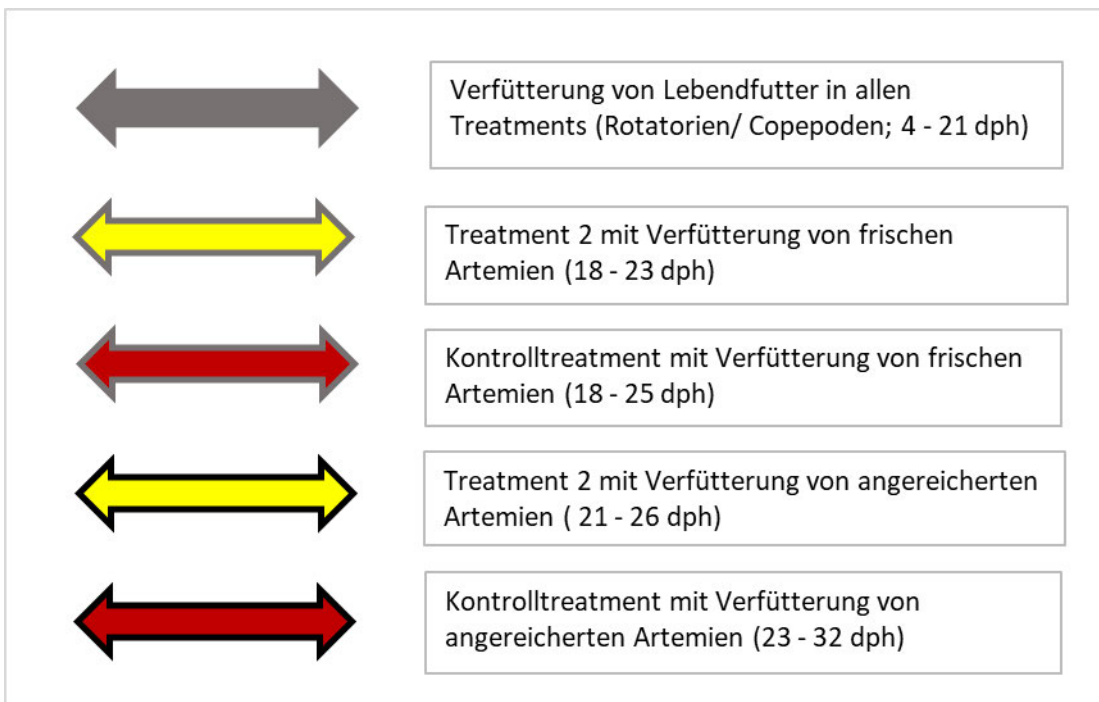 Verfütterung von Lebendfutter in allen
Treatments (Rotatorien/ Copepoden; 4 - 21 dph)
Treatment 2 mit Verfütterung von frischen
Artemien (18 - 23 dph)
Kontrolltreatment mit Verfütterung von frischen
Artemien (18 - 25 dph)
Treatment 2 mit Verfütterung von angereicherten
Artemien ( 21 - 26 dph)
Kontrolltreatment mit Verfütterung von
angereicherten Artemien (23 - 32 dph)